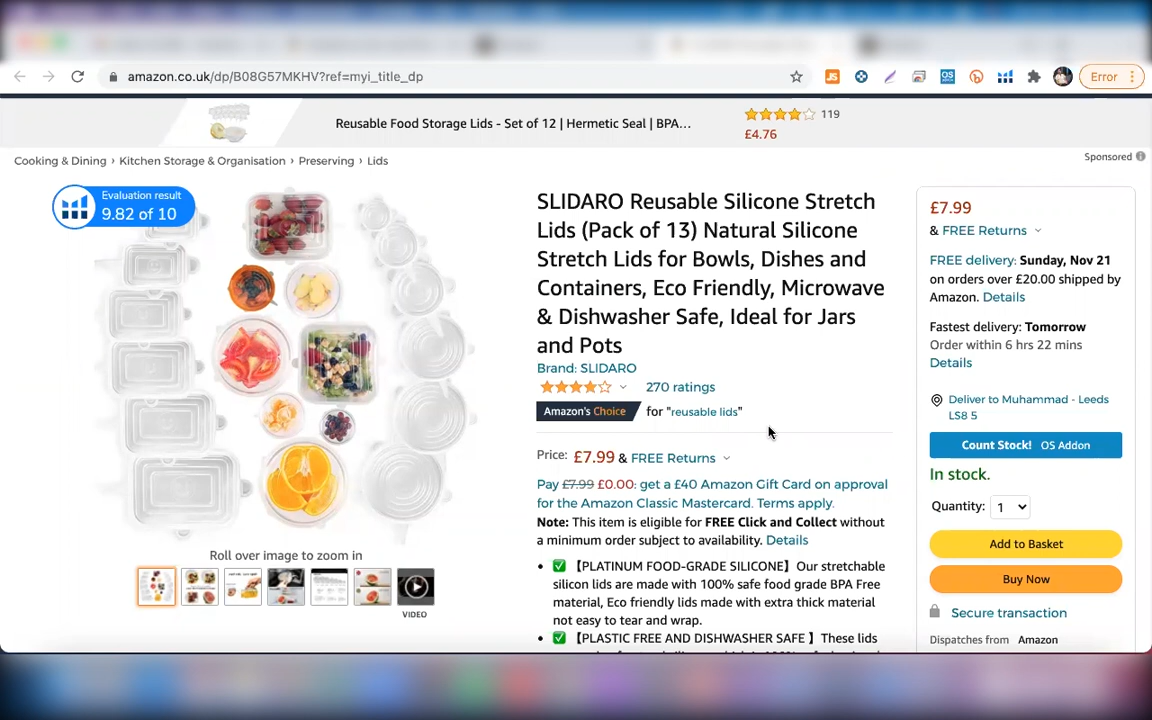 amazon.co.uk/dp/B08G57MKHV?ref=myi_title_dp
JS
OS
Error
Reusable Food Storage Lids - Set of 12 | Hermetic Seal | BPA...
119
£4.76
Cooking & Dining › Kitchen Storage & Organisation › Preserving › Lids
Sponsored
Evaluation result
9.82 of 10
SLIDARO Reusable Silicone Stretch
Lids (Pack of 13) Natural Silicone
Stretch Lids for Bowls, Dishes and
Containers, Eco Friendly, Microwave
& Dishwasher Safe, Ideal for Jars
and Pots
Brand: SLIDARO
270 ratings
Amazon's Choice for "reusable lids"
Price: £7.99 & FREE Returns
Pay £7.99 £0.00: get a £40 Amazon Gift Card on approval
for the Amazon Classic Mastercard. Terms apply.
Note: This item is eligible for FREE Click and Collect without
a minimum order subject to availability. Details
• ✅【PLATINUM FOOD-GRADE SILICONE】Our stretchable
silicon lids are made with 100% safe food grade BPA Free
material, Eco friendly lids made with extra thick material
not easy to tear and wrap.
• ✅【PLASTIC FREE AND DISHWASHER SAFE 】These lids
Roll over image to zoom in
VIDEO
£7.99
& FREE Returns
FREE delivery: Sunday, Nov 21
on orders over £20.00 shipped by
Amazon. Details
Fastest delivery: Tomorrow
Order within 6 hrs 22 mins
Details
Deliver to Muhammad - Leeds
LS8 5
Count Stock! OS Addon
In stock.
Quantity: 1
Add to Basket
Buy Now
Secure transaction
Dispatches from Amazon